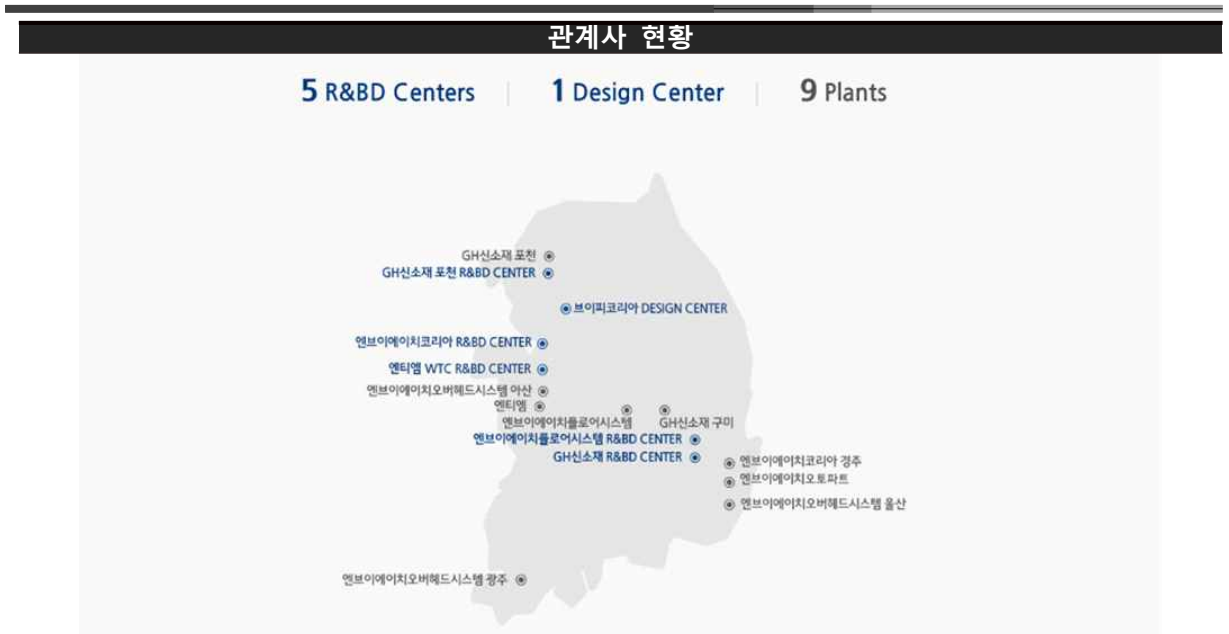 관계사 현황
5 R&BD Centers | 1 Design Center | 9 Plants
GH신소재 포천
GH신소재 포천 R&BD CENTER
브이피코리아 DESIGN CENTER
엔브이에이치코리아 R&BD CENTER
엔티엠 WTC R&BD CENTER
엔브이에이치오버헤드시스템 아산
엔티엠
엔브이에이치플로어시스템 GH신소재 구미
엔브이에이치플로어시스템 R&BD CENTER
GH신소재 R&BD CENTER
엔브이에이치코리아 경주
엔브이에이치오토파트
엔브이에이치오버헤드시스템 울산
엔브이에이치오버헤드시스템 광주